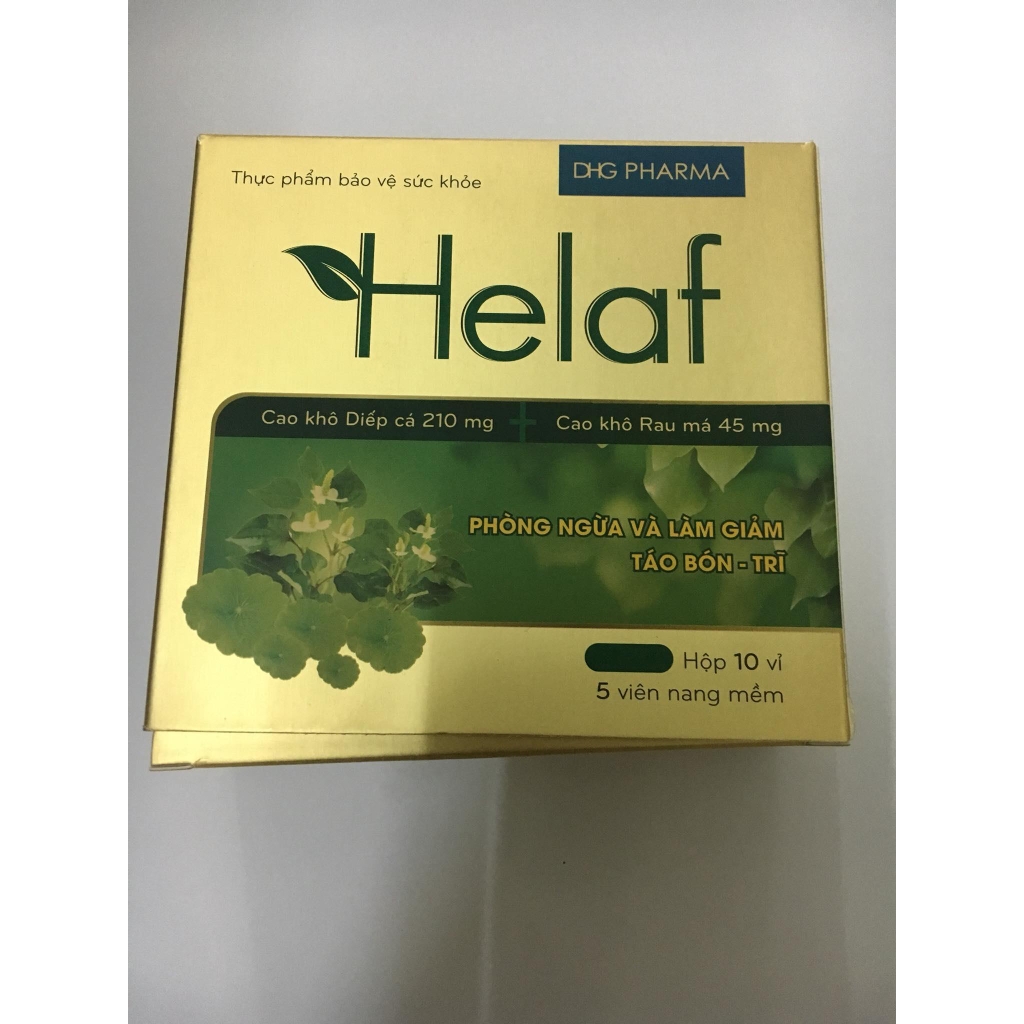 Thực phẩm bảo vệ sức khỏe
DHG PHARMA
Helaf
Cao khô Diếp cá 210 mg + Cao khô Rau má 45 mg
PHÒNG NGỪA VÀ LÀM GIẢM
TÁO BÓN - TRĨ
Hộp 10 vỉ
5 viên nang mềm